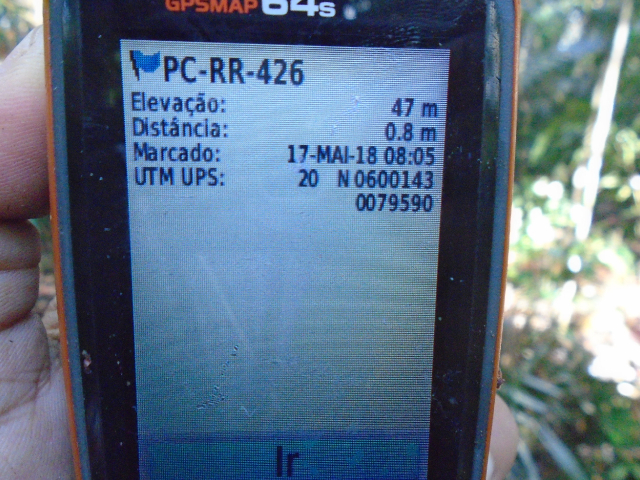 GPSMAP 64s
PC-RR-426
Elevação: 47 m
Distância: 0.8 m
Marcado: 17-MAI-18 08:05
UTM UPS: 20 N 0600143
0079590
Ir